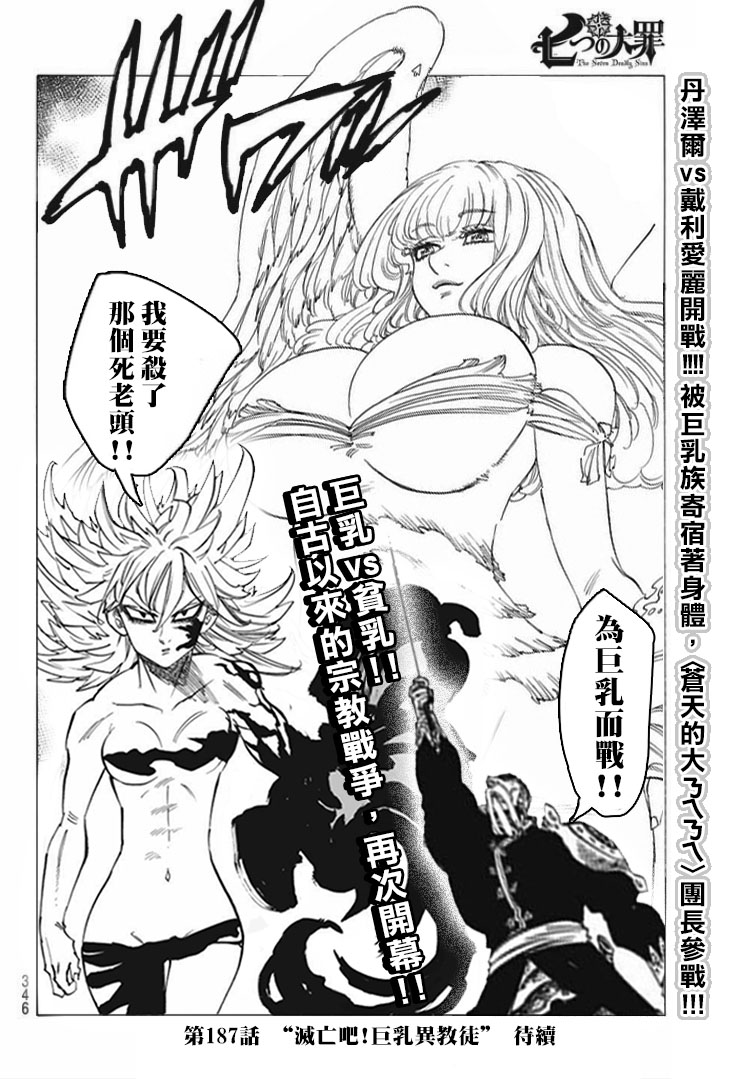 七つの大罪
The Seven Deadly Sins
丹澤爾vs戴利愛麗開戰!!!!被巨乳族寄宿著身體，〈蒼天的大ㄋㄟㄋㄟ〉團長參戰!!!
我要殺了
那個死老頭!!
巨乳vs貧乳!!
自古以來的宗教戰爭，再次開幕!!
為巨乳而戰!!
346
第187話 “滅亡吧!巨乳異教徒” 待續